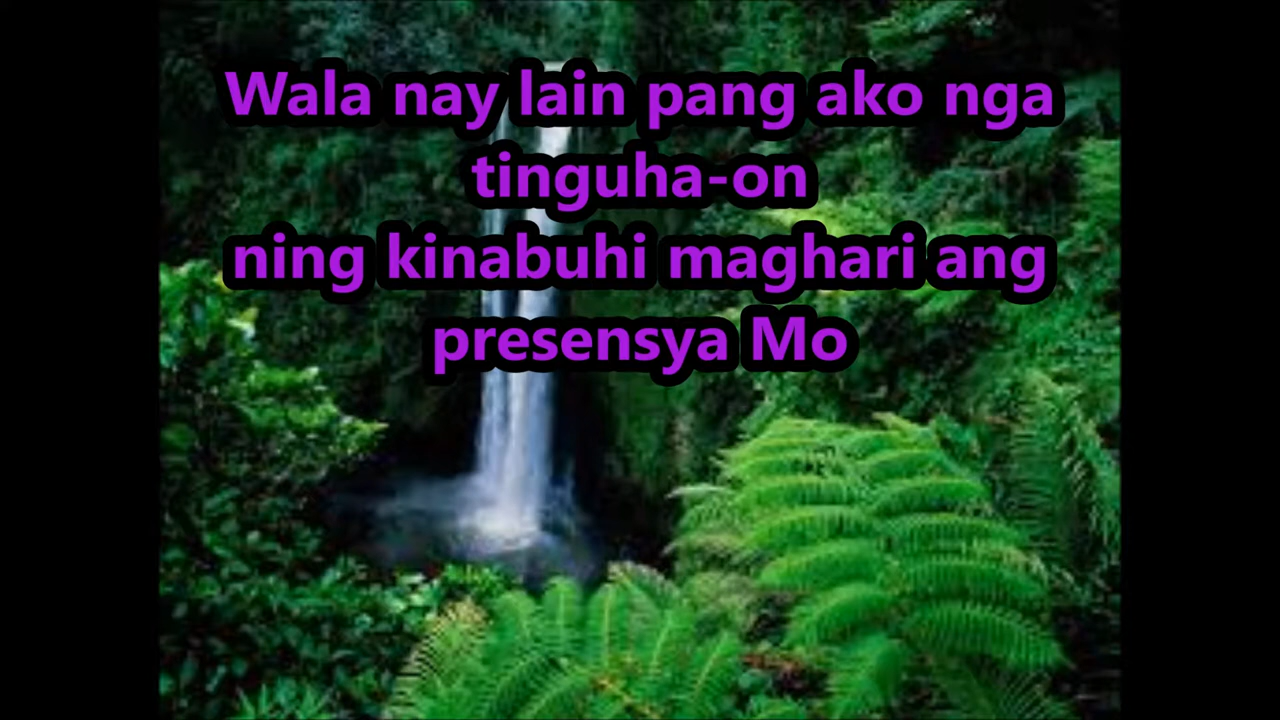 Wala nay lain pang ako nga
tinguha-on
ning kinabuhi maghari ang
presensya Mo